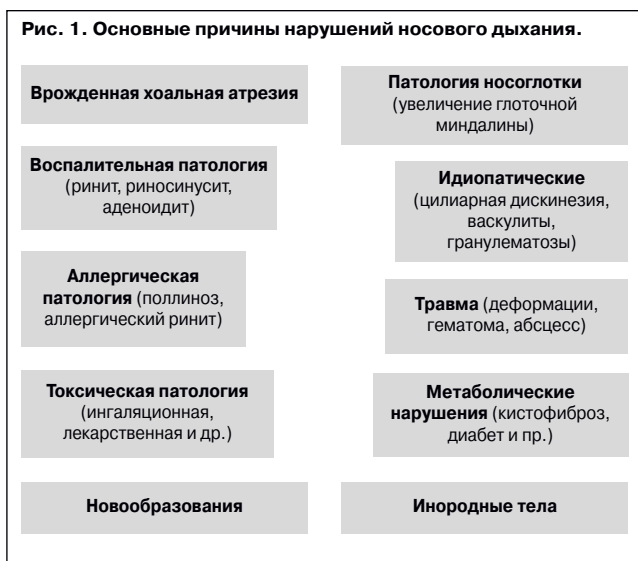 Рис. 1. Основные причины нарушений носового дыхания.
Врожденная хоальная атрезия
Патология носоглотки
(увеличение глоточной
миндалины)
Воспалительная патология
(ринит, риносинусит,
аденоидит)
Идиопатические
(цилиарная дискинезия,
васкулиты,
гранулематозы)
Аллергическая
патология (поллиноз,
аллергический ринит)
Травма (деформации,
гематома, абсцесс)
Токсическая патология
(ингаляционная,
лекарственная и др.)
Метаболические
нарушения (кистофиброз,
диабет и пр.)
Новообразования
Инородные тела